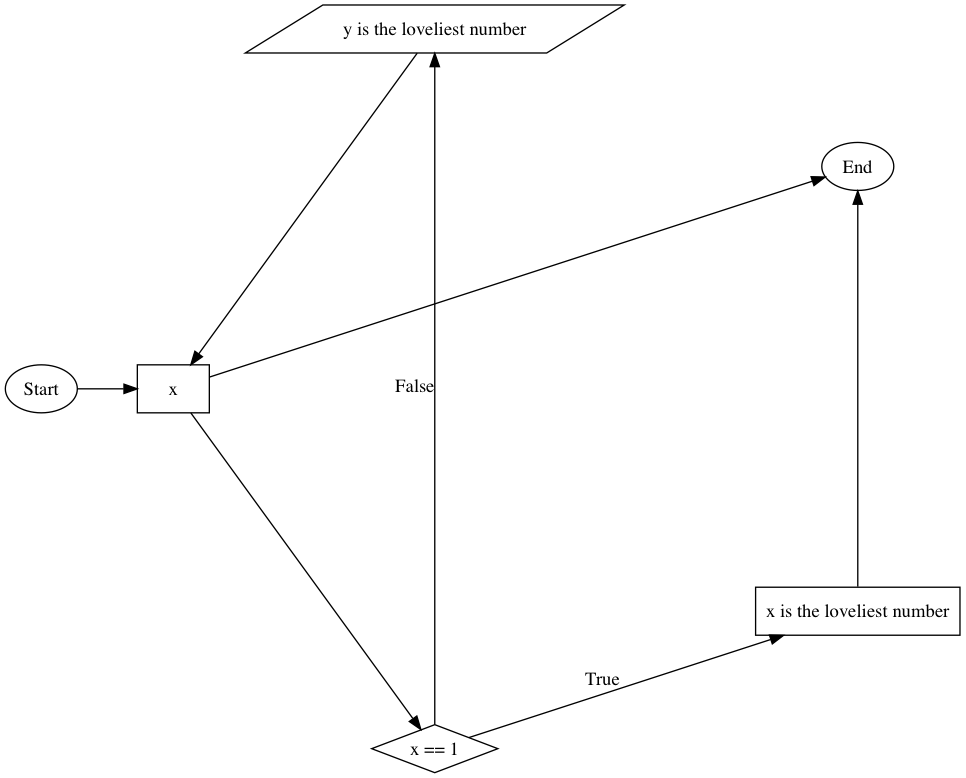 y is the loveliest number
End
Start
x
False
x is the loveliest number
True
x == 1